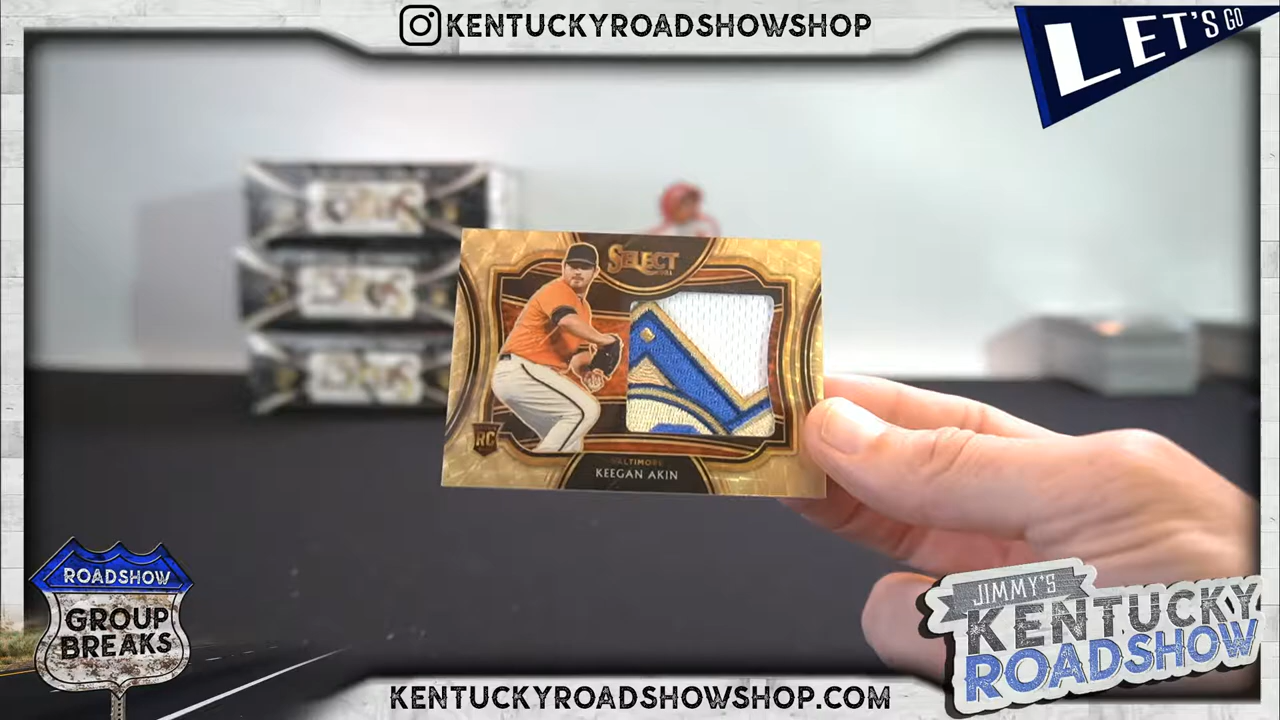 KENTUCKYROADSHOWSHOP
LET'S GO
SELECT
RC
BALTIMORE
KEEGAN AKIN
ROADSHOW
GROUP
BREAKS
JIMMY'S
KENTUCKY
ROADSHOW
KENTUCKYROADSHOWSHOP.COM